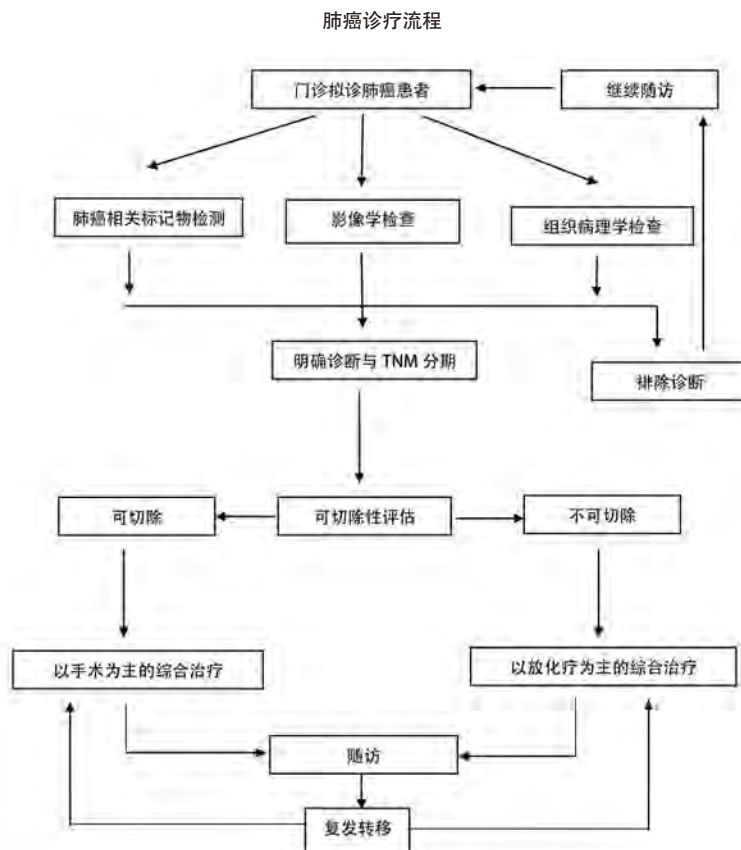 肺癌诊疗流程
门诊拟诊肺癌患者
继续随访
肺癌相关标记物检测
影像学检查
组织病理学检查
明确诊断与 TNM 分期
排除诊断
可切除
可切除性评估
不可切除
以手术为主的综合治疗
以放化疗为主的综合治疗
随访
复发转移